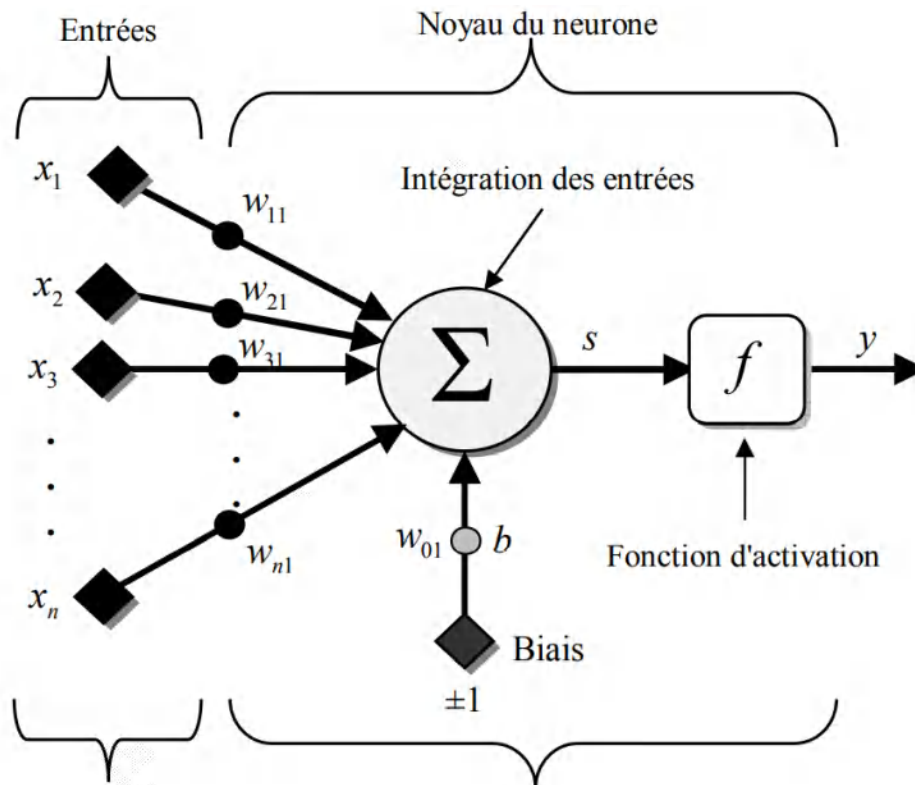 Entrées
Noyau du neurone
x₁
w₁₁
Intégration des entrées
x₂
w₂₁
x₃
w₃₁
Σ
s
f
y
w₀₁ b
Fonction d'activation
xₙ
wₙ₁
Biais
±1